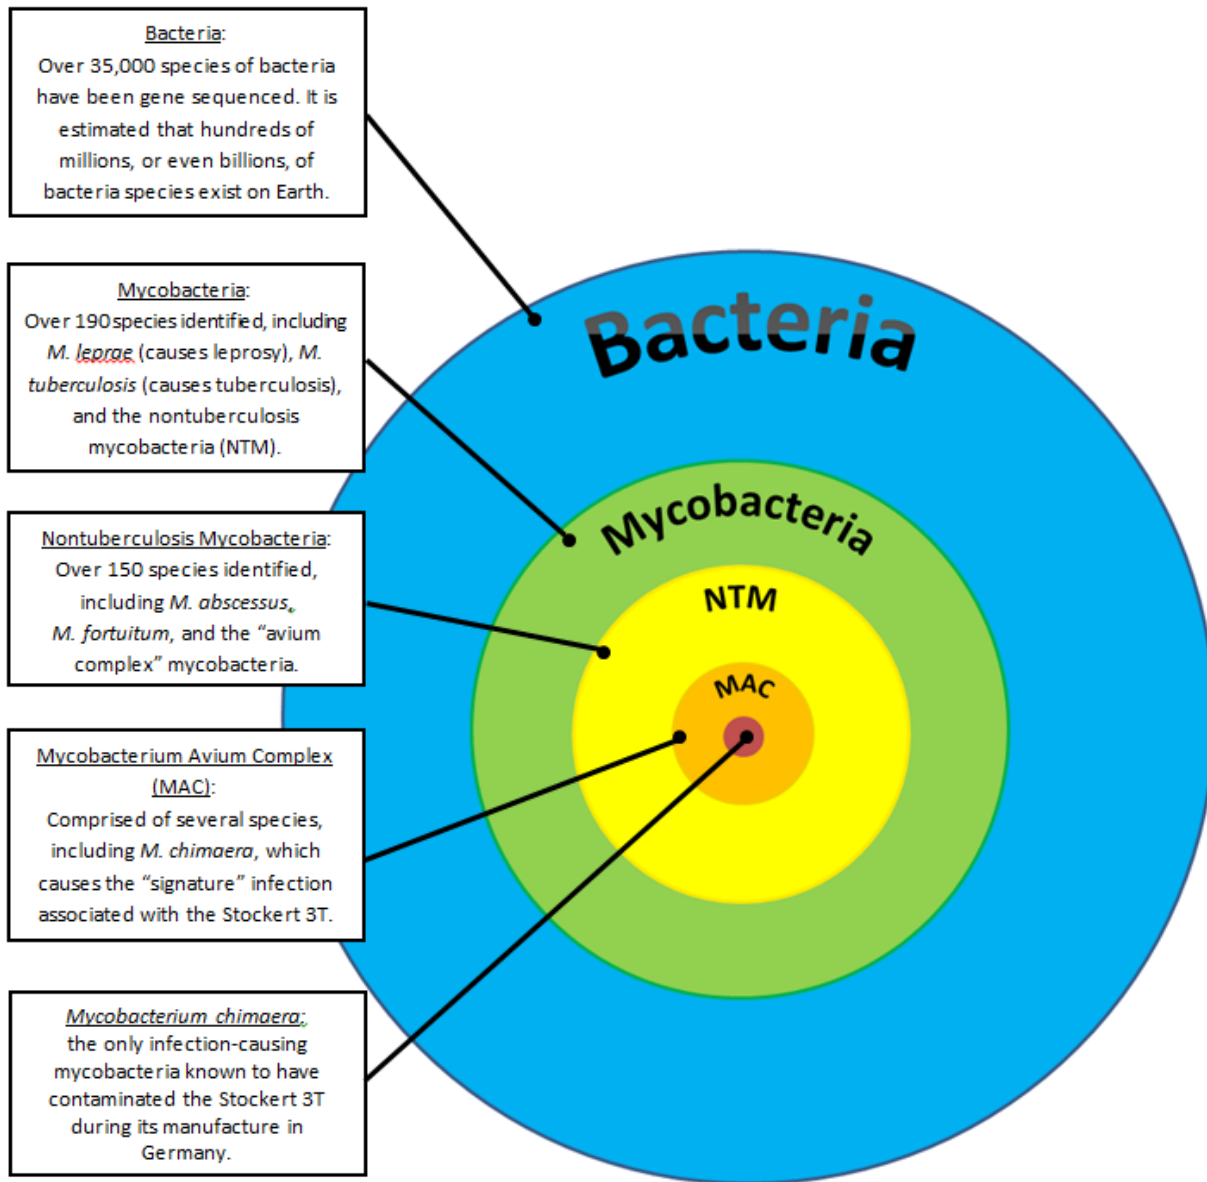 Bacteria:
Over 35,000 species of bacteria
have been gene sequenced. It is
estimated that hundreds of
millions, or even billions, of
bacteria species exist on Earth.
Mycobacteria:
Over 190 species identified, including
M. leprae (causes leprosy), M.
tuberculosis (causes tuberculosis),
and the nontuberculosis
mycobacteria (NTM).
Nontuberculosis Mycobacteria:
Over 150 species identified,
including M. abscessus,
M. fortuitum, and the “avium
complex” mycobacteria.
Mycobacterium Avium Complex
(MAC):
Comprised of several species,
including M. chimaera, which
causes the “signature” infection
associated with the Stockert 3T.
Mycobacterium chimaera:
the only infection-causing
mycobacteria known to have
contaminated the Stockert 3T
during its manufacture in
Germany.
Bacteria
Mycobacteria
NTM
MAC